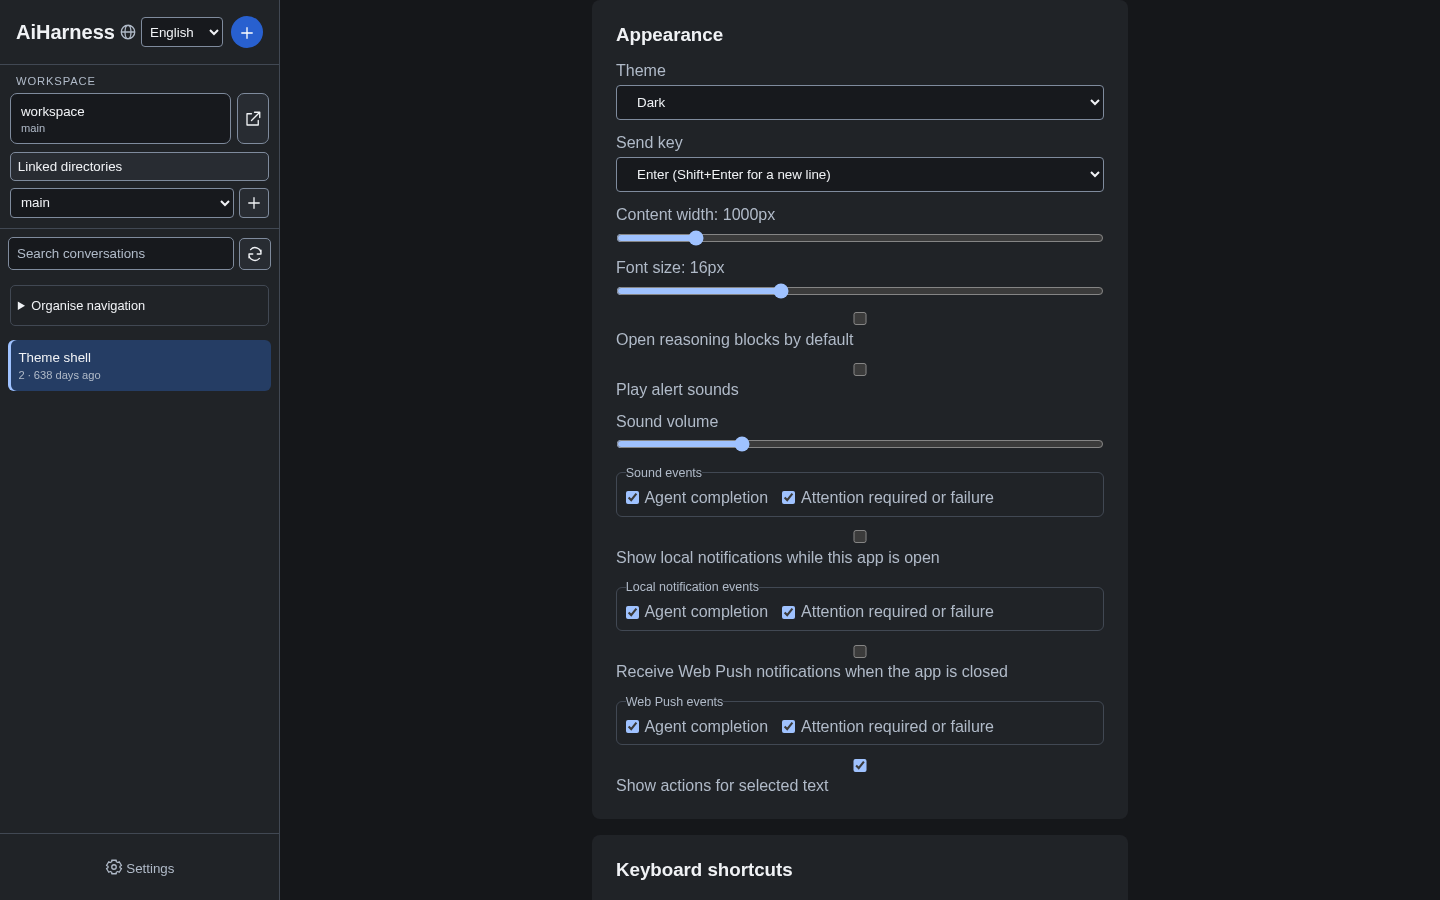 AiHarness
English
WORKSPACE
workspace
main
Linked directories
main
Search conversations
Organise navigation
Theme shell
2 · 638 days ago
Settings
Appearance
Theme
Dark
Send key
Enter (Shift+Enter for a new line)
Content width: 1000px
Font size: 16px
Open reasoning blocks by default
Play alert sounds
Sound volume
Sound events
Agent completion Attention required or failure
Show local notifications while this app is open
Local notification events
Agent completion Attention required or failure
Receive Web Push notifications when the app is closed
Web Push events
Agent completion Attention required or failure
Show actions for selected text
Keyboard shortcuts